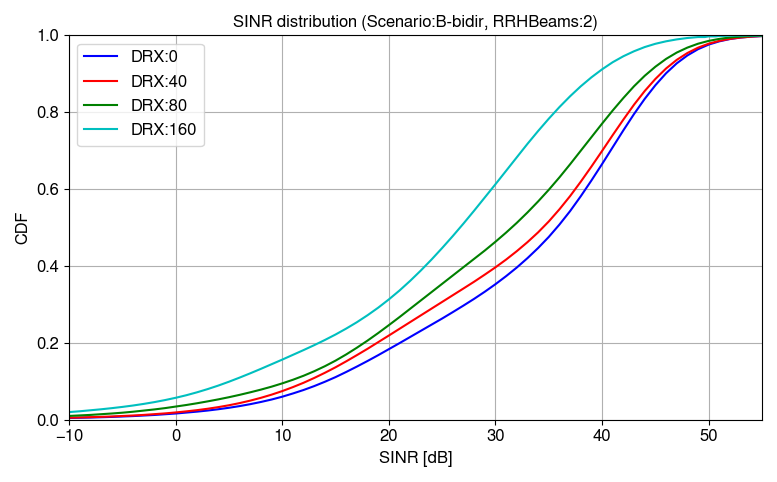 SINR distribution (Scenario:B-bidir, RRHBeams:2)
DRX:0
DRX:40
DRX:80
DRX:160
CDF
1.0
0.8
0.6
0.4
0.2
0.0
−10 0 10 20 30 40 50
SINR [dB]